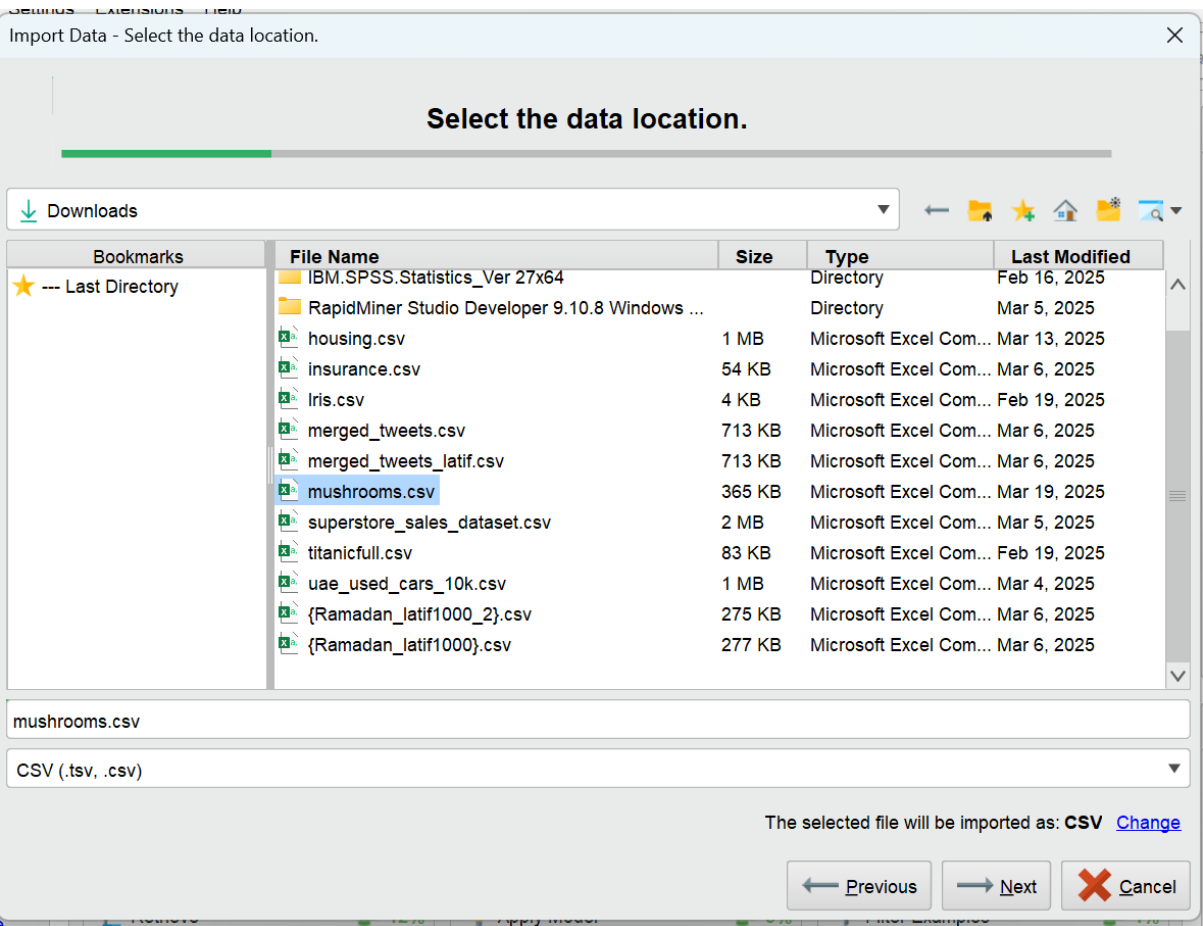 Settings Extensions Help
Import Data - Select the data location.
Select the data location.
Downloads
Bookmarks File Name Size Type Last Modified
--- Last Directory
IBM.SPSS.Statistics_Ver 27x64 Directory Feb 16, 2025
RapidMiner Studio Developer 9.10.8 Windows ... Directory Mar 5, 2025
housing.csv 1 MB Microsoft Excel Com... Mar 13, 2025
insurance.csv 54 KB Microsoft Excel Com... Mar 6, 2025
Iris.csv 4 KB Microsoft Excel Com... Feb 19, 2025
merged_tweets.csv 713 KB Microsoft Excel Com... Mar 6, 2025
merged_tweets_latif.csv 713 KB Microsoft Excel Com... Mar 6, 2025
mushrooms.csv 365 KB Microsoft Excel Com... Mar 19, 2025
superstore_sales_dataset.csv 2 MB Microsoft Excel Com... Mar 5, 2025
titanicfull.csv 83 KB Microsoft Excel Com... Feb 19, 2025
uae_used_cars_10k.csv 1 MB Microsoft Excel Com... Mar 4, 2025
{Ramadan_latif1000_2}.csv 275 KB Microsoft Excel Com... Mar 6, 2025
{Ramadan_latif1000}.csv 277 KB Microsoft Excel Com... Mar 6, 2025
mushrooms.csv
CSV (.tsv, .csv)
The selected file will be imported as: CSV Change
Previous Next Cancel
Retrieve Apply Model Filter Examples